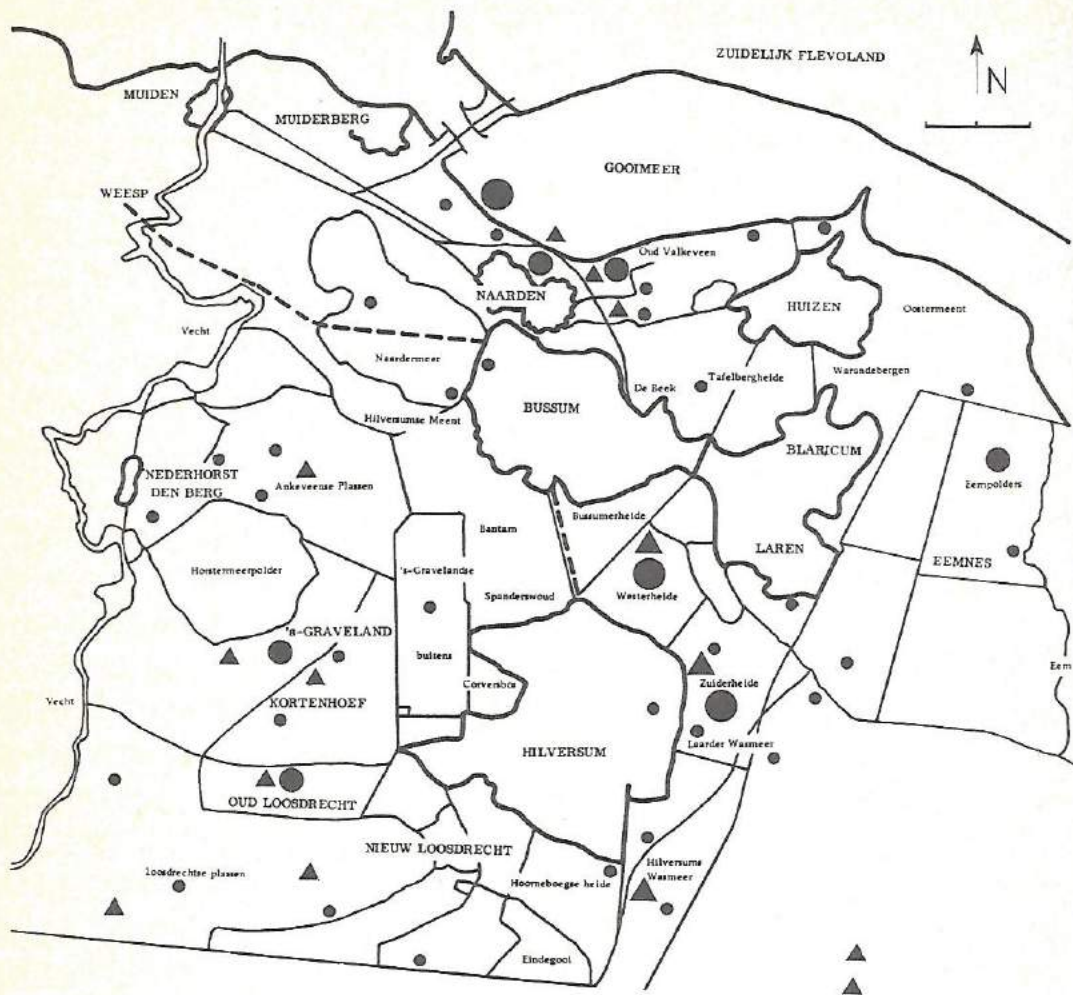 ZUIDELIJK FLEVOLAND
N
MUIDEN
MUIDERBERG
GOOIMEER
WEESP
Oud Valkeveen
NAARDEN
HUIZEN
Oostermeent
Vecht
Naardermeer
De Beek
Tafelbergheide
Warandebergen
BUSSUM
Hilversumse Meent
BLARICUM
NEDERHORST
DEN BERG
Ankeveense Plassen
Eempolders
Bussumerheide
Bantam
LAREN
EEMNES
Horstermeerpolder
's-Gravelandse
buitens
Spanderswoud
Westerheide
's-GRAVELAND
Corversbos
Zuiderheide
Eem
Vecht
KORTENHOEF
HILVERSUM
Laarder Wasmeer
OUD LOOSDRECHT
NIEUW LOOSDRECHT
Loosdrechtse plassen
Hoorneboegse heide
Hilversums
Wasmeer
Eindegooi